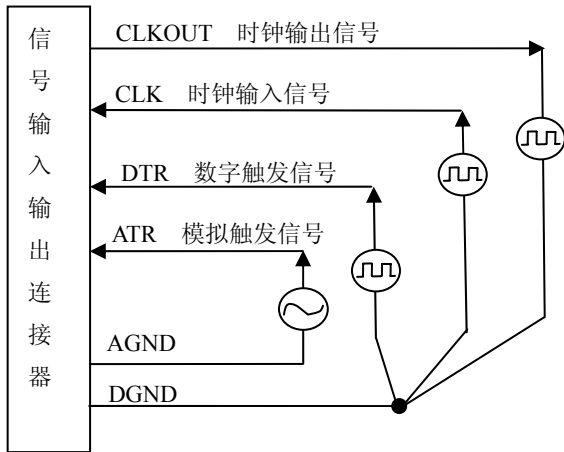 信号输入输出连接器
CLKOUT 时钟输出信号
CLK 时钟输入信号
DTR 数字触发信号
ATR 模拟触发信号
AGND
DGND